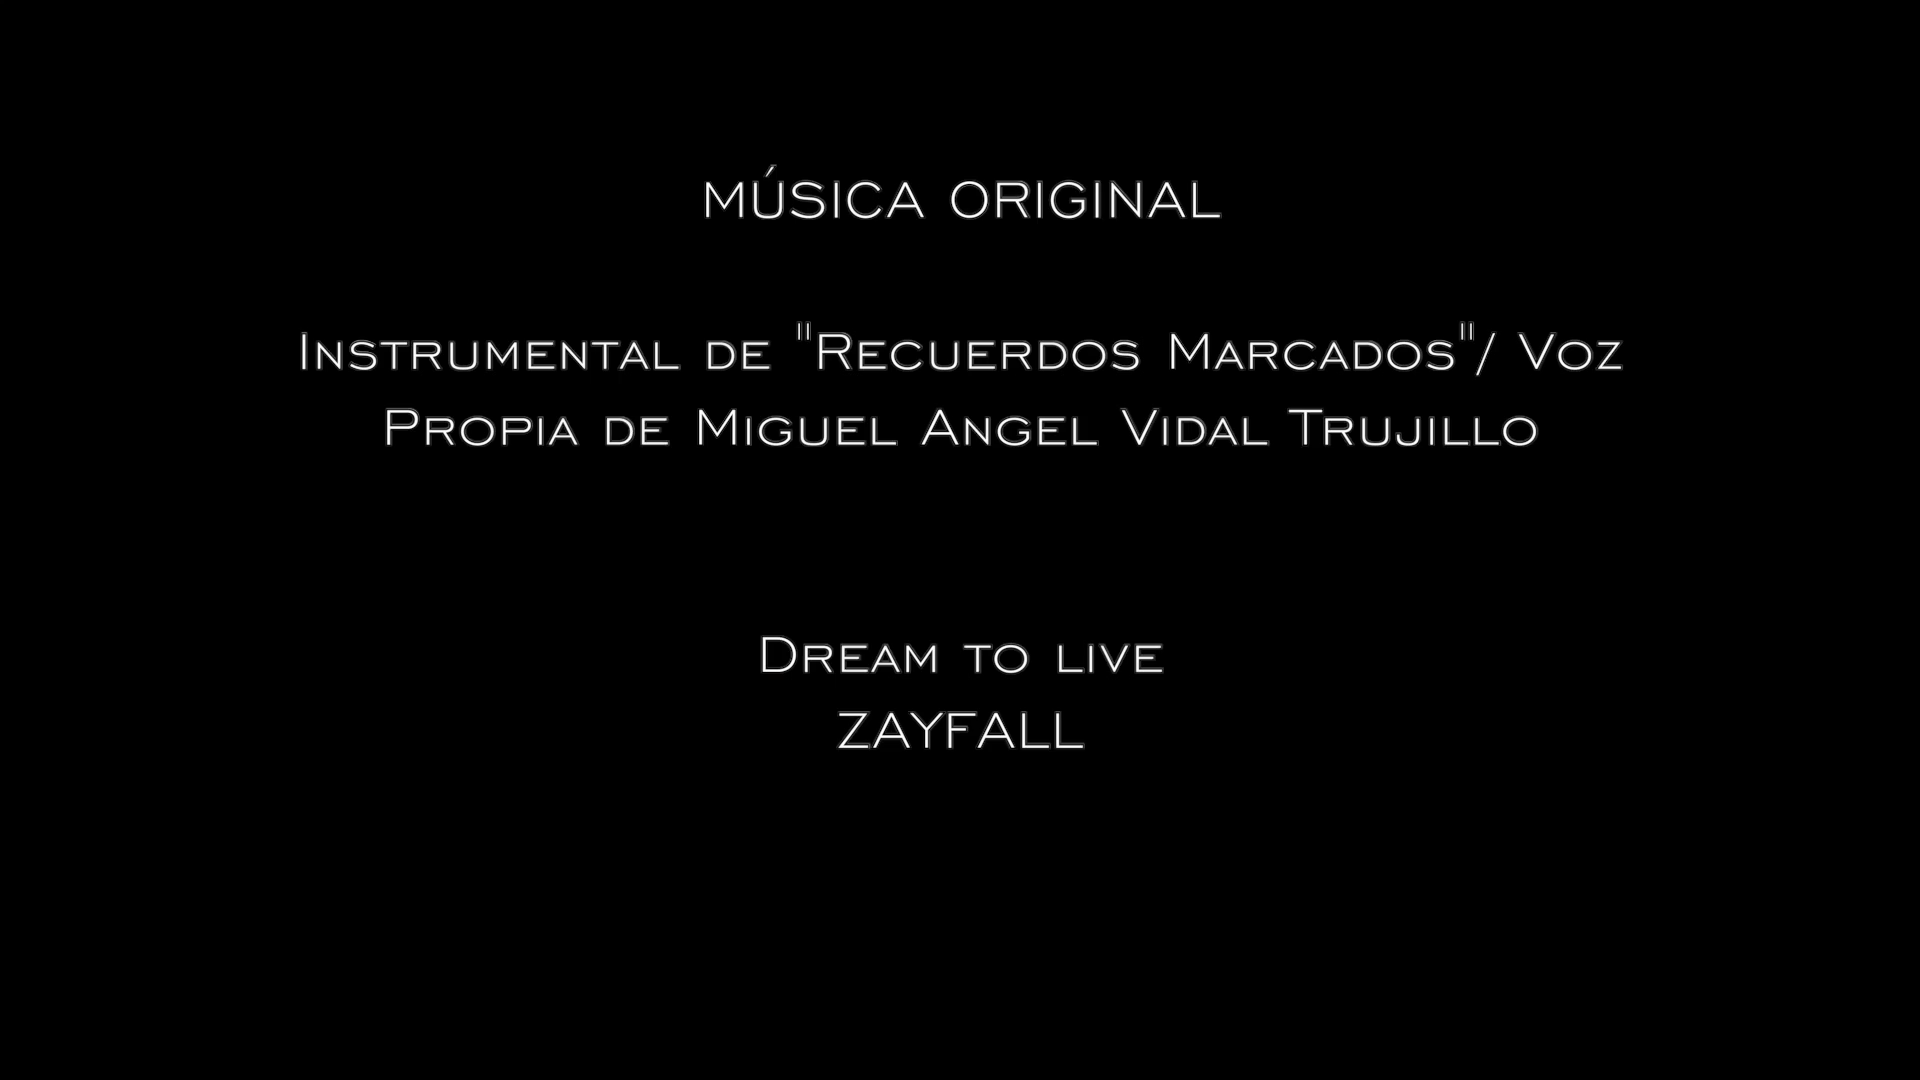 MÚSICA ORIGINAL
Instrumental de "Recuerdos Marcados"/ Voz
Propia de Miguel Angel Vidal Trujillo
Dream to live
ZAYFALL